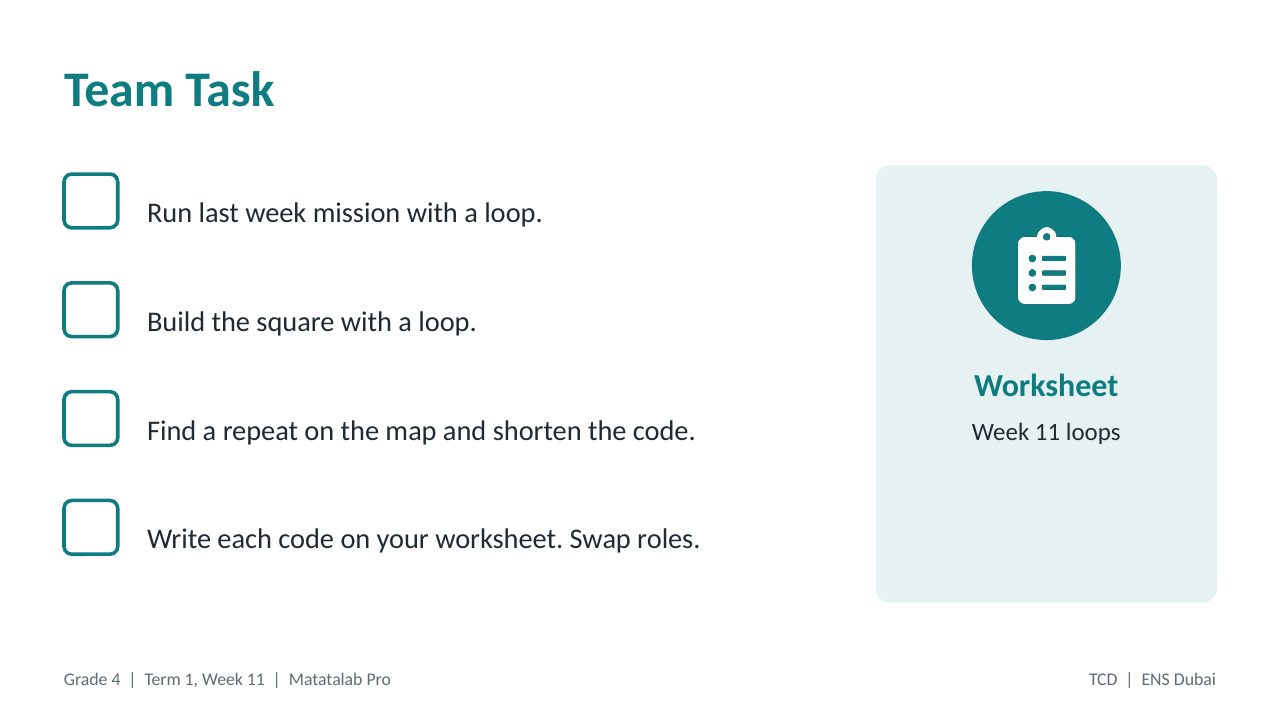 Team Task
Run last week mission with a loop.
Build the square with a loop.
Find a repeat on the map and shorten the code.
Write each code on your worksheet. Swap roles.
Worksheet
Week 11 loops
Grade 4 | Term 1, Week 11 | Matatalab Pro
TCD | ENS Dubai